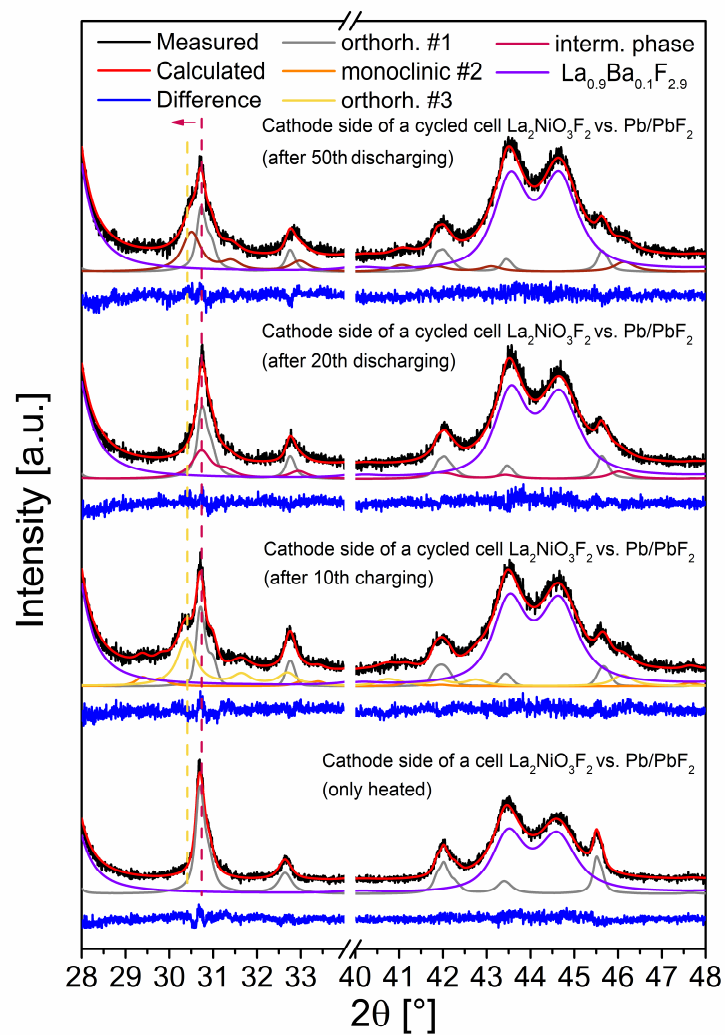 Measured orthorh. #1 interm. phase
Calculated monoclinic #2 La0.9Ba0.1F2.9
Difference orthorh. #3
Cathode side of a cycled cell La2NiO3F2 vs. Pb/PbF2
(after 50th discharging)
Cathode side of a cycled cell La2NiO3F2 vs. Pb/PbF2
(after 20th discharging)
Cathode side of a cycled cell La2NiO3F2 vs. Pb/PbF2
(after 10th charging)
Cathode side of a cell La2NiO3F2 vs. Pb/PbF2
(only heated)
Intensity [a.u.]
28 29 30 31 32 33 40 41 42 43 44 45 46 47 48
2θ [°]